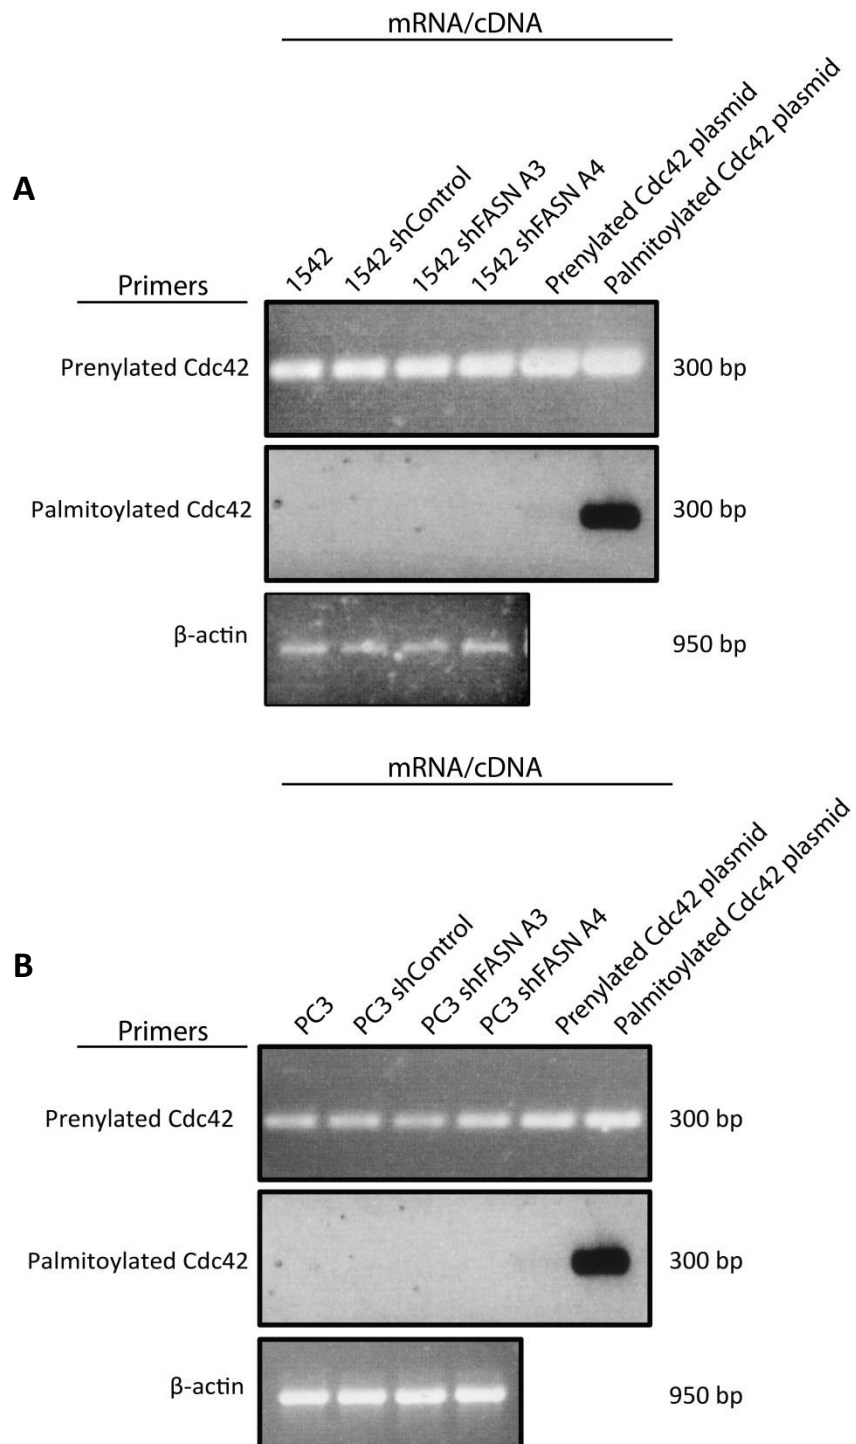 mRNA/cDNA
A
1542
1542 shControl
1542 shFASN A3
1542 shFASN A4
Prenylated Cdc42 plasmid
Palmitoylated Cdc42 plasmid
Primers
Prenylated Cdc42
300 bp
Palmitoylated Cdc42
300 bp
β-actin
950 bp
mRNA/cDNA
B
PC3
PC3 shControl
PC3 shFASN A3
PC3 shFASN A4
Prenylated Cdc42 plasmid
Palmitoylated Cdc42 plasmid
Primers
Prenylated Cdc42
300 bp
Palmitoylated Cdc42
300 bp
β-actin
950 bp